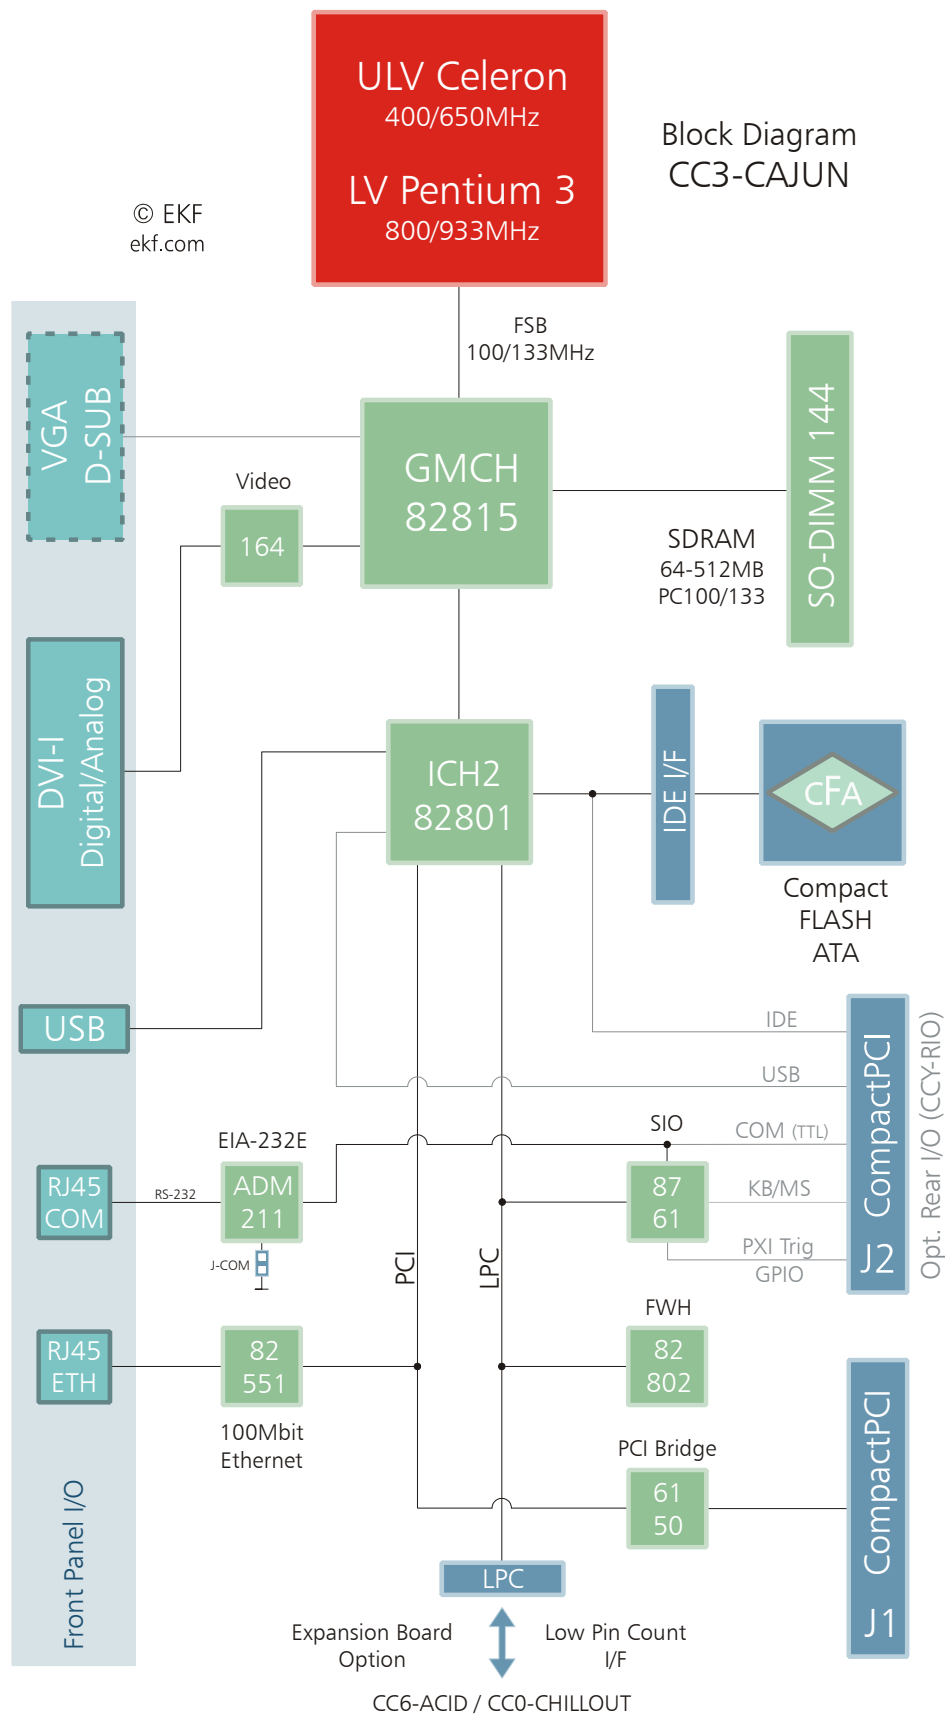 ULV Celeron
400/650MHz
LV Pentium 3
800/933MHz
Block Diagram
CC3-CAJUN
© EKF
ekf.com
FSB
100/133MHz
VGA
D-SUB
GMCH
82815
Video
164
SDRAM
64-512MB
PC100/133
SO-DIMM 144
DVI-I
Digital/Analog
ICH2
82801
IDE I/F
CFA
Compact
FLASH
ATA
USB
IDE
USB
COM (TTL)
KB/MS
PXI Trig
GPIO
CompactPCI
J2
Opt. Rear I/O (CCY-RIO)
EIA-232E
SIO
RJ45
COM
RS-232
ADM
211
87
61
J-COM
PCI
LPC
FWH
RJ45
ETH
82
551
82
802
100Mbit
Ethernet
PCI Bridge
61
50
CompactPCI
J1
Front Panel I/O
LPC
Expansion Board
Option
Low Pin Count
I/F
CC6-ACID / CC0-CHILLOUT